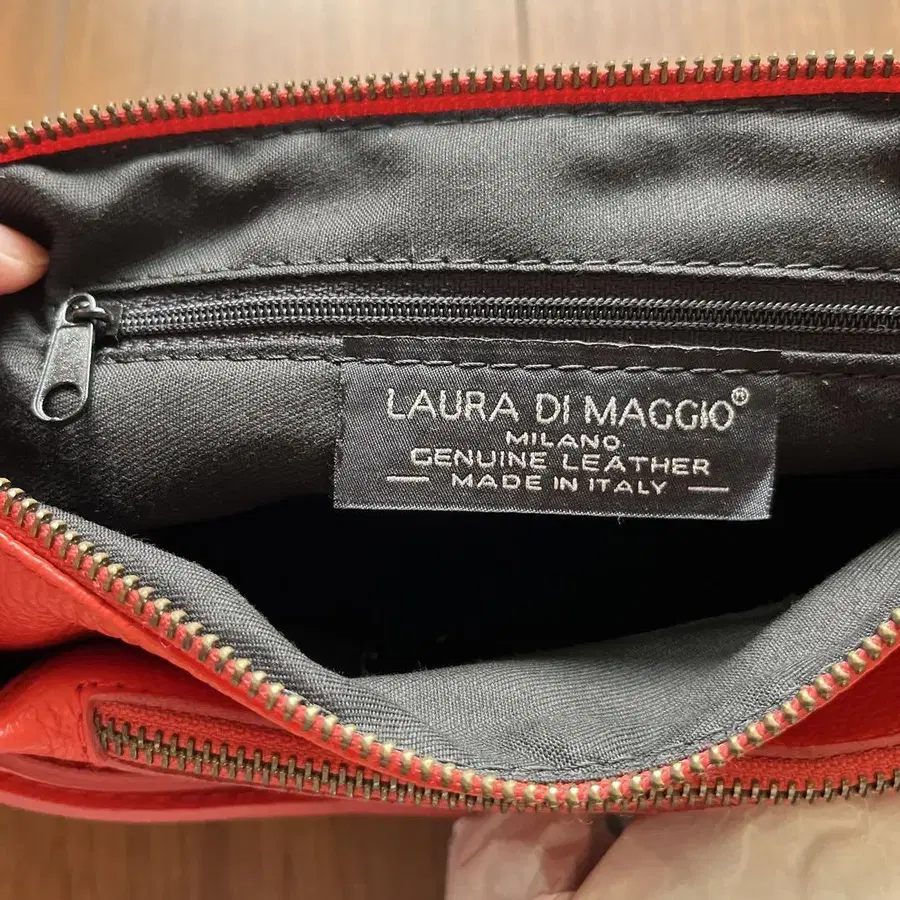 LAURA DI MAGGIO®
MILANO
GENUINE LEATHER
— MADE IN ITALY —